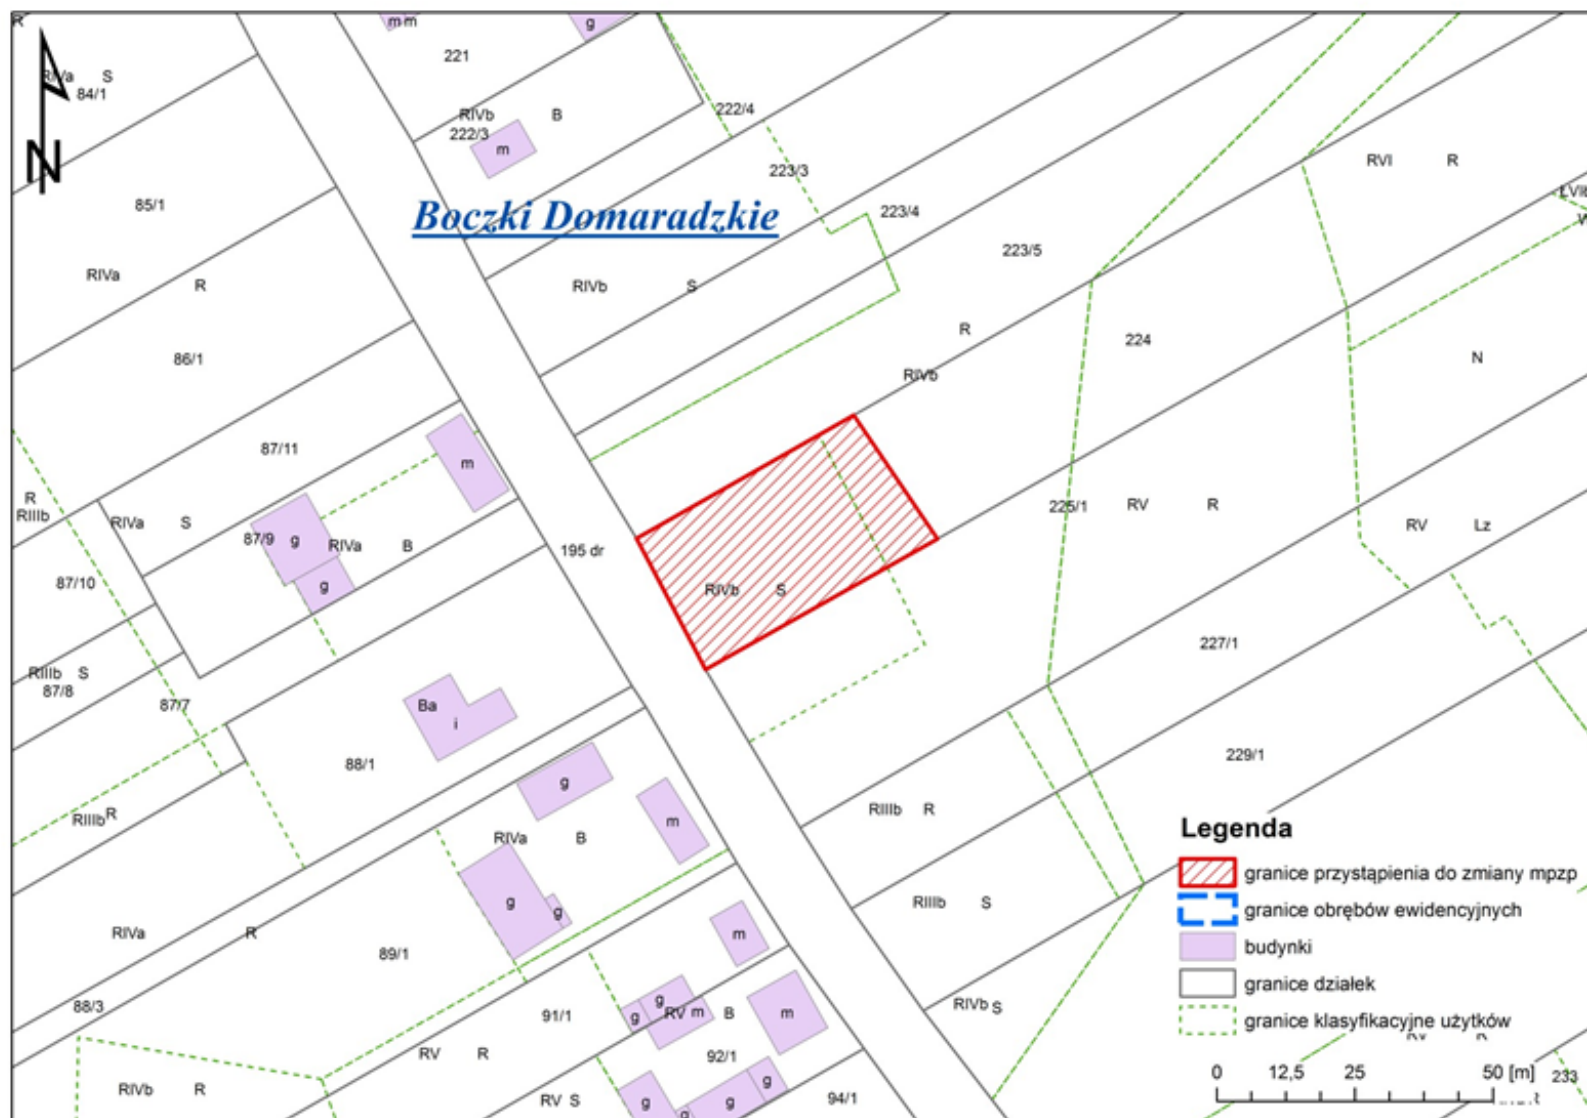 R
m m
g
221
RIVa S
84/1
222/4
RIVb B
222/3
m
N
223/3
RVI R
85/1
Boczki Domaradzkie
223/4
223/5
RIVa
R
RIVb S
R
224
86/1
RIVb
N
87/11
m
R
RIIIb
RIVa S
87/9
g
RIVa B
195 dr
225/1
RV R
RV Lz
87/10
g
RIVb S
RIIIb S
87/8
87/7
Ba
i
227/1
88/1
229/1
g
RIIIb R
RIIIb R
m
RIVa B
Legenda
granice przystąpienia do zmiany mpzp
granice obrębów ewidencyjnych
budynki
granice działek
granice klasyfikacyjne użytków
0 12,5 25 50 [m]
g
g
RIIIb S
RIVa R
m
89/1
88/3
RIVb S
g
g
RV m B
m
91/1
92/1
RV R
RIVb R
RV S
g
g
g
g
94/1
233